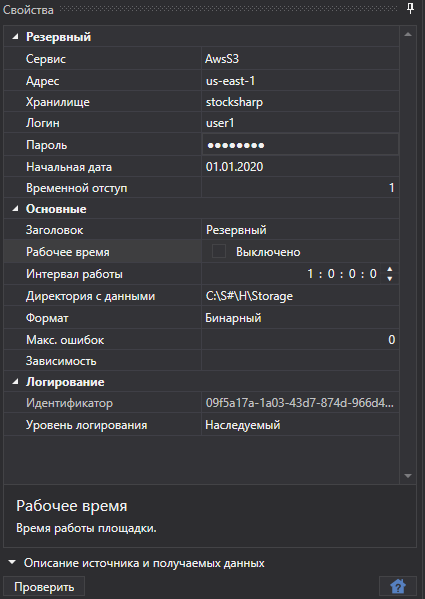 Свойства
Резервный
Сервис AwsS3
Адрес us-east-1
Хранилище stocksharp
Логин user1
Пароль ●●●●●●●●
Начальная дата 01.01.2020
Временной отступ 1
Основные
Заголовок Резервный
Рабочее время Выключено
Интервал работы 1 : 0 : 0 : 0
Директория с данными C:\S#\H\Storage
Формат Бинарный
Макс. ошибок 0
Зависимость
Логирование
Идентификатор 09f5a17a-1a03-43d7-874d-966d4...
Уровень логирования Наследуемый
Рабочее время
Время работы площадки.
Описание источника и получаемых данных
Проверить